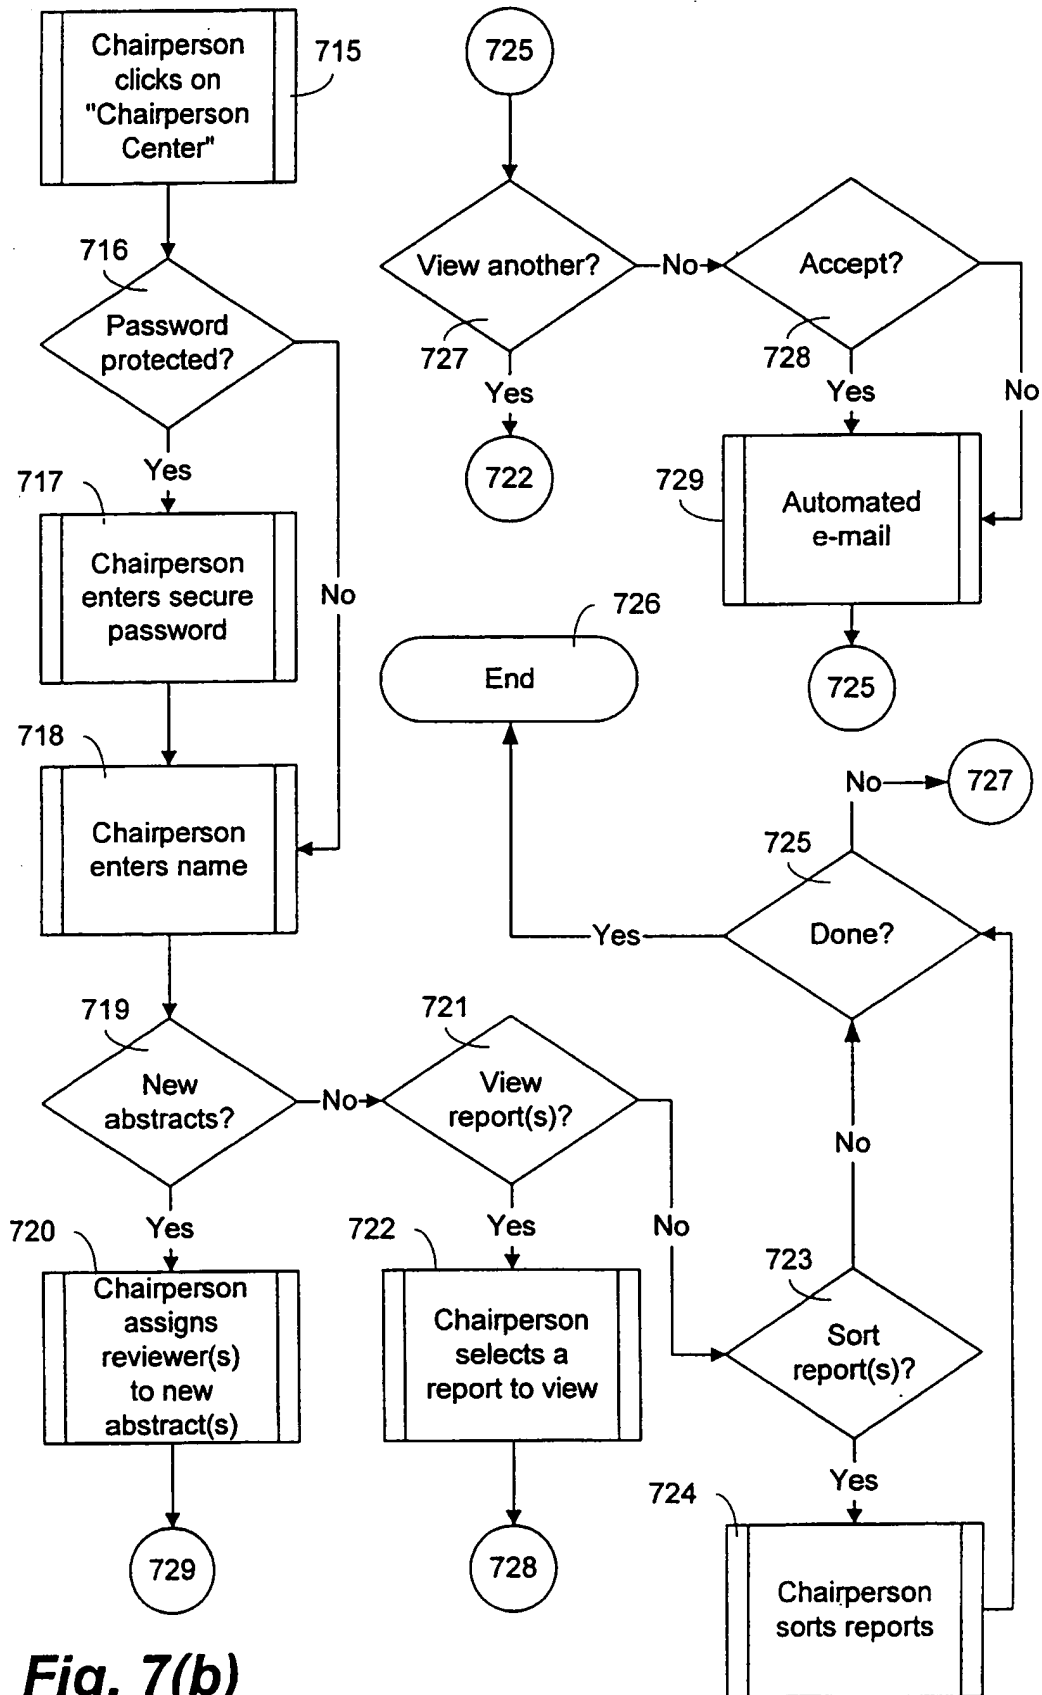 Chairperson
clicks on
"Chairperson
Center"
715
716
Password
protected?
Yes
No
717
Chairperson
enters secure
password
718
Chairperson
enters name
719
New
abstracts?
No
Yes
720
Chairperson
assigns
reviewer(s)
to new
abstract(s)
729
721
View
report(s)?
Yes
No
722
Chairperson
selects a
report to view
728
723
Sort
report(s)?
No
Yes
724
Chairperson
sorts reports
725
Done?
Yes
No
727
726
End
725
View another?
727
No
Yes
722
Accept?
728
Yes
No
729
Automated
e-mail
725
Fig. 7(b)